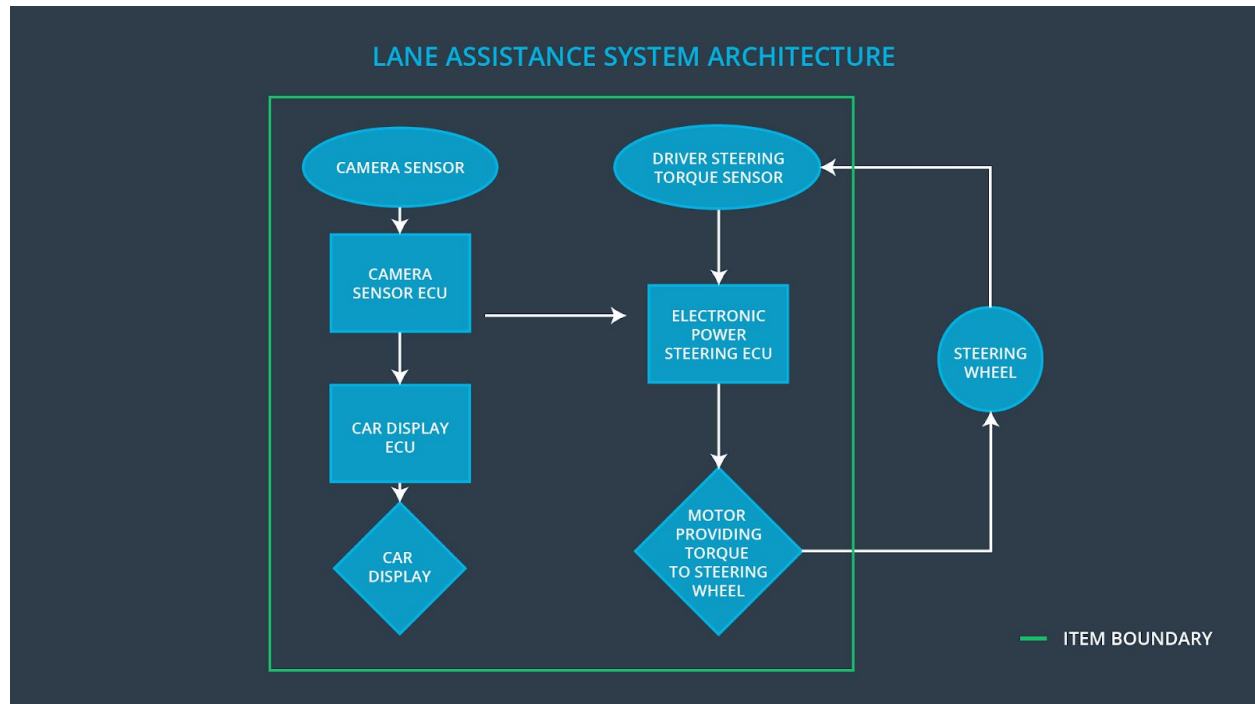 LANE ASSISTANCE SYSTEM ARCHITECTURE
CAMERA SENSOR
DRIVER STEERING
TORQUE SENSOR
CAMERA
SENSOR ECU
ELECTRONIC
POWER
STEERING ECU
STEERING
WHEEL
CAR DISPLAY
ECU
MOTOR
PROVIDING
TORQUE
TO STEERING
WHEEL
CAR
DISPLAY
ITEM BOUNDARY